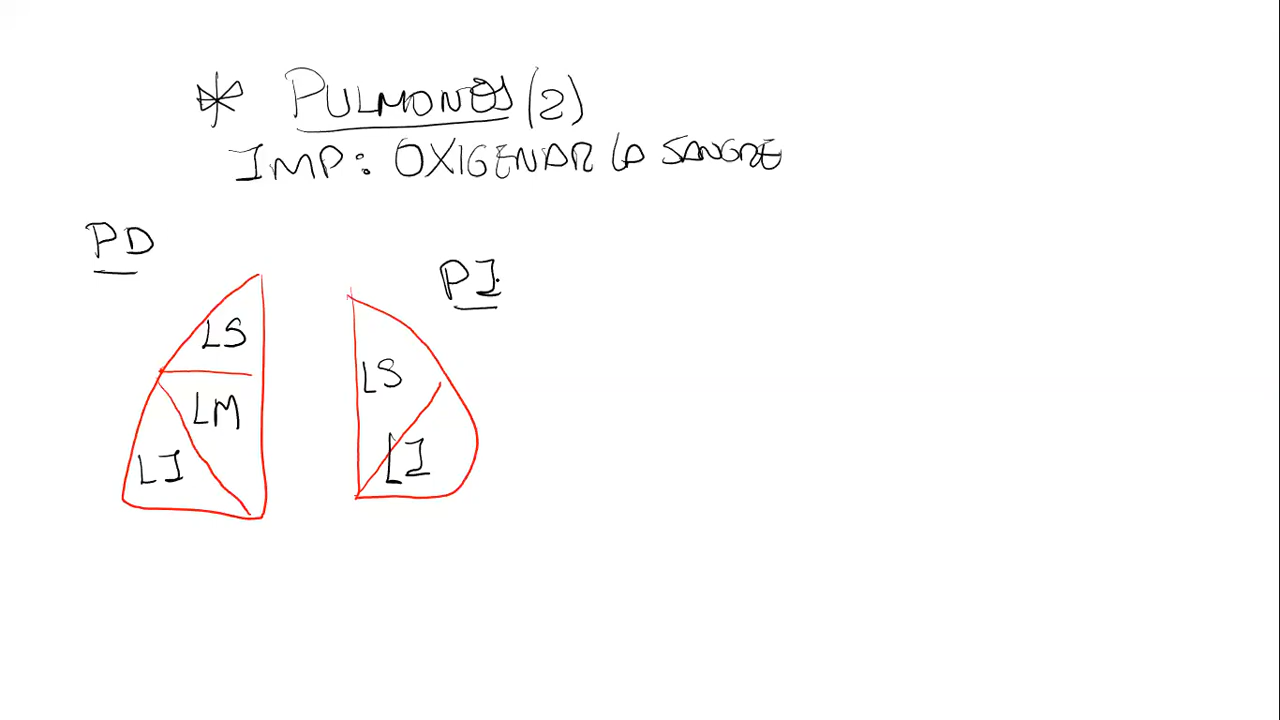 * PULMONES (2)
IMP: OXIGENAR LA SANGRE
PD
PI
LS
LM
LI
LS
LI